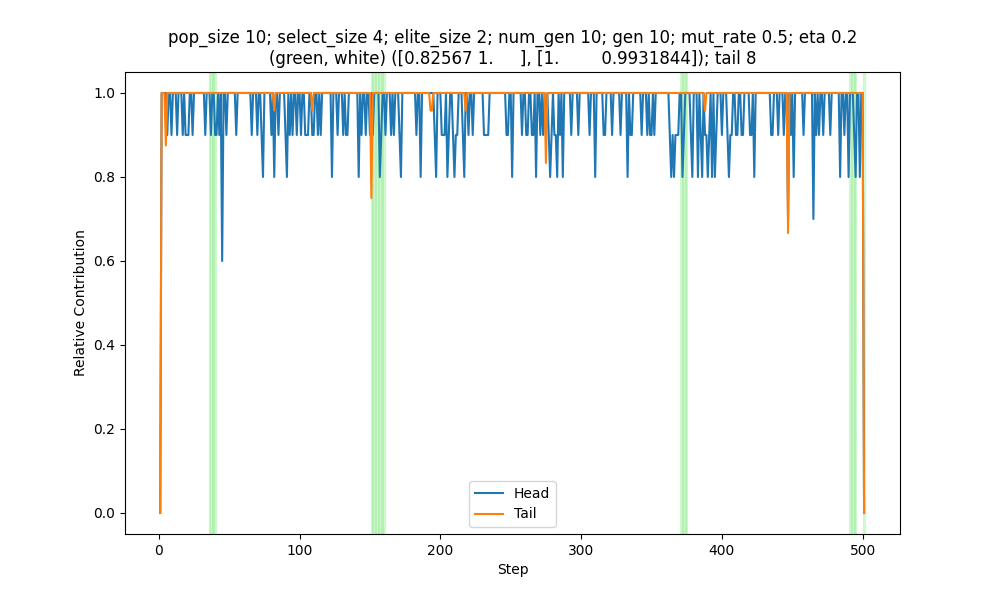 pop_size 10; select_size 4; elite_size 2; num_gen 10; gen 10; mut_rate 0.5; eta 0.2
(green, white) ([0.82567 1.     ], [1.        0.9931844]); tail 8
1.0
0.8
0.6
0.4
0.2
0.0
Relative Contribution
Head
Tail
0
100
200
300
400
500
Step